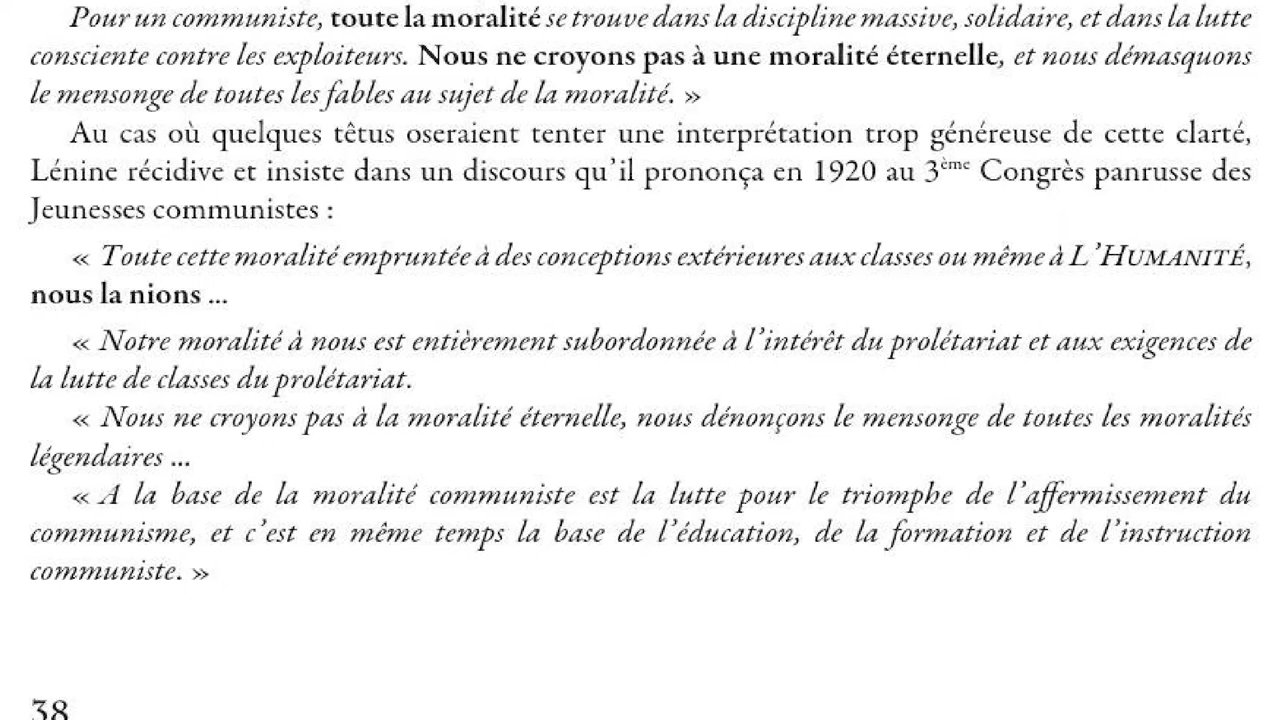 Pour un communiste, toute la moralité se trouve dans la discipline massive, solidaire, et dans la lutte
consciente contre les exploiteurs. Nous ne croyons pas à une moralité éternelle, et nous démasquons
le mensonge de toutes les fables au sujet de la moralité. »
Au cas où quelques têtus oseraient tenter une interprétation trop généreuse de cette clarté,
Lénine récidive et insiste dans un discours qu'il prononça en 1920 au 3ème Congrès panrusse des
Jeunesses communistes :
« Toute cette moralité empruntée à des conceptions extérieures aux classes ou même à L'HUMANITÉ,
nous la nions ...
« Notre moralité à nous est entièrement subordonnée à l'intérêt du prolétariat et aux exigences de
la lutte de classes du prolétariat.
« Nous ne croyons pas à la moralité éternelle, nous dénonçons le mensonge de toutes les moralités
légendaires ...
« A la base de la moralité communiste est la lutte pour le triomphe de l'affermissement du
communisme, et c'est en même temps la base de l'éducation, de la formation et de l'instruction
communiste. »
38